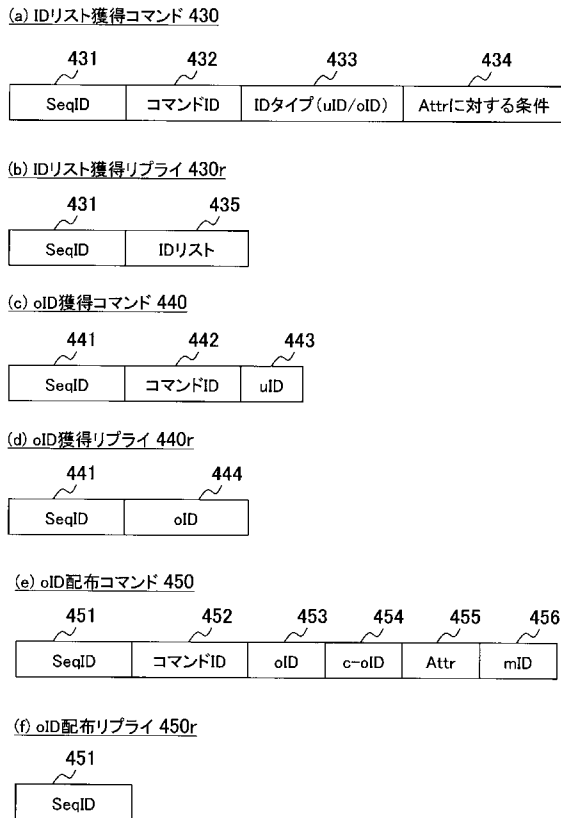 (a) IDリスト獲得コマンド 430
431 432 433 434
SeqID コマンドID IDタイプ(uID/oID) Attrに対する条件
(b) IDリスト獲得リプライ 430r
431 435
SeqID IDリスト
(c) oID獲得コマンド 440
441 442 443
SeqID コマンドID uID
(d) oID獲得リプライ 440r
441 444
SeqID oID
(e) oID配布コマンド 450
451 452 453 454 455 456
SeqID コマンドID oID c-oID Attr mID
(f) oID配布リプライ 450r
451
SeqID